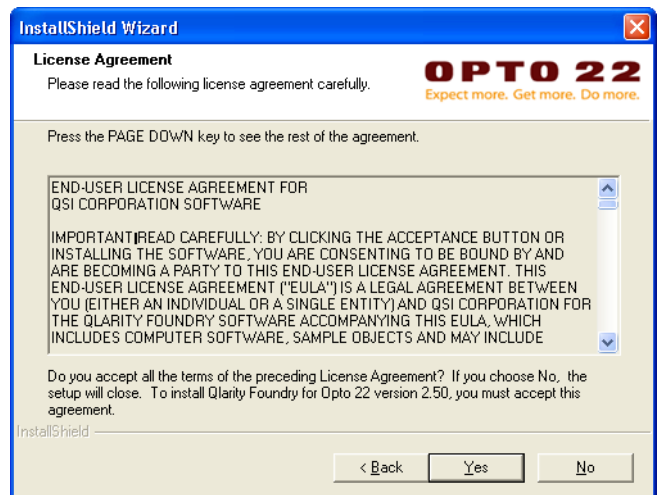 InstallShield Wizard
License Agreement
Please read the following license agreement carefully.
OPTO 22
Expect more. Get more. Do more.
Press the PAGE DOWN key to see the rest of the agreement.
END-USER LICENSE AGREEMENT FOR
QSI CORPORATION SOFTWARE
IMPORTANT|READ CAREFULLY: BY CLICKING THE ACCEPTANCE BUTTON OR
INSTALLING THE SOFTWARE, YOU ARE CONSENTING TO BE BOUND BY AND
ARE BECOMING A PARTY TO THIS END-USER LICENSE AGREEMENT. THIS
END-USER LICENSE AGREEMENT ("EULA") IS A LEGAL AGREEMENT BETWEEN
YOU (EITHER AN INDIVIDUAL OR A SINGLE ENTITY) AND QSI CORPORATION FOR
THE QLARITY FOUNDRY SOFTWARE ACCOMPANYING THIS EULA, WHICH
INCLUDES COMPUTER SOFTWARE, SAMPLE OBJECTS AND MAY INCLUDE
Do you accept all the terms of the preceding License Agreement? If you choose No, the
setup will close. To install Qlarity Foundry for Opto 22 version 2.50, you must accept this
agreement.
InstallShield
< Back
Yes
No